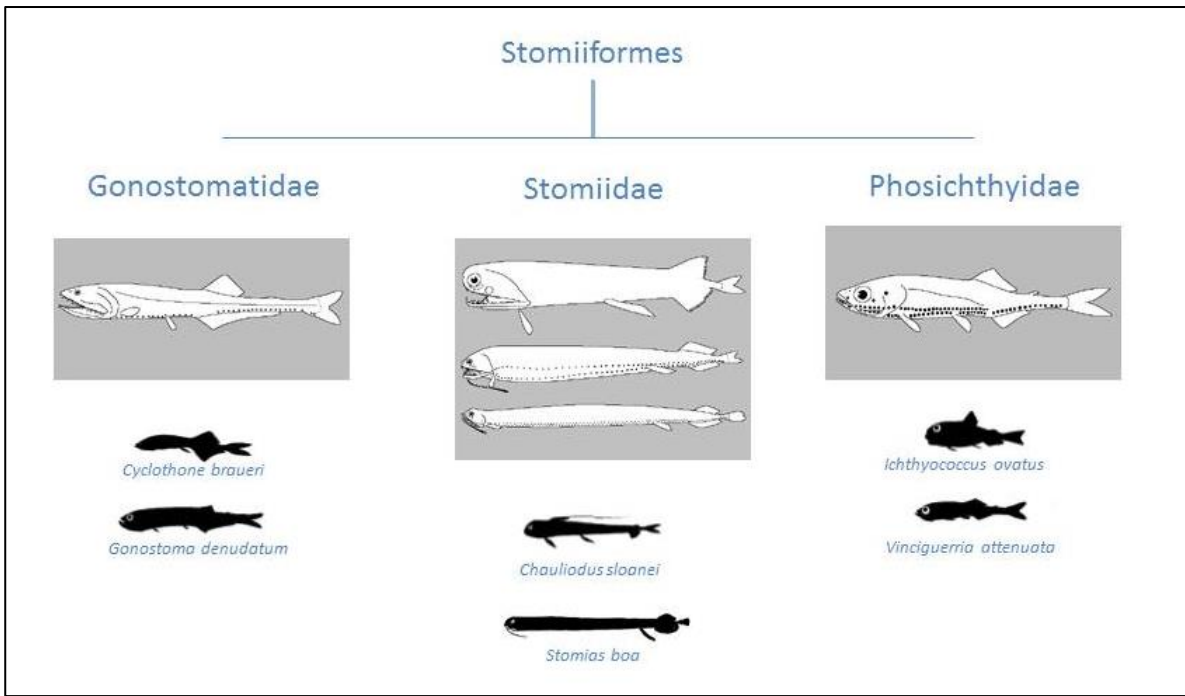 Stomiiformes
Gonostomatidae
Stomiidae
Phosichthyidae
Cyclothone braueri
Gonostoma denudatum
Chauliodus sloanei
Stomias boa
Ichthyococcus ovatus
Vinciguerria attenuata